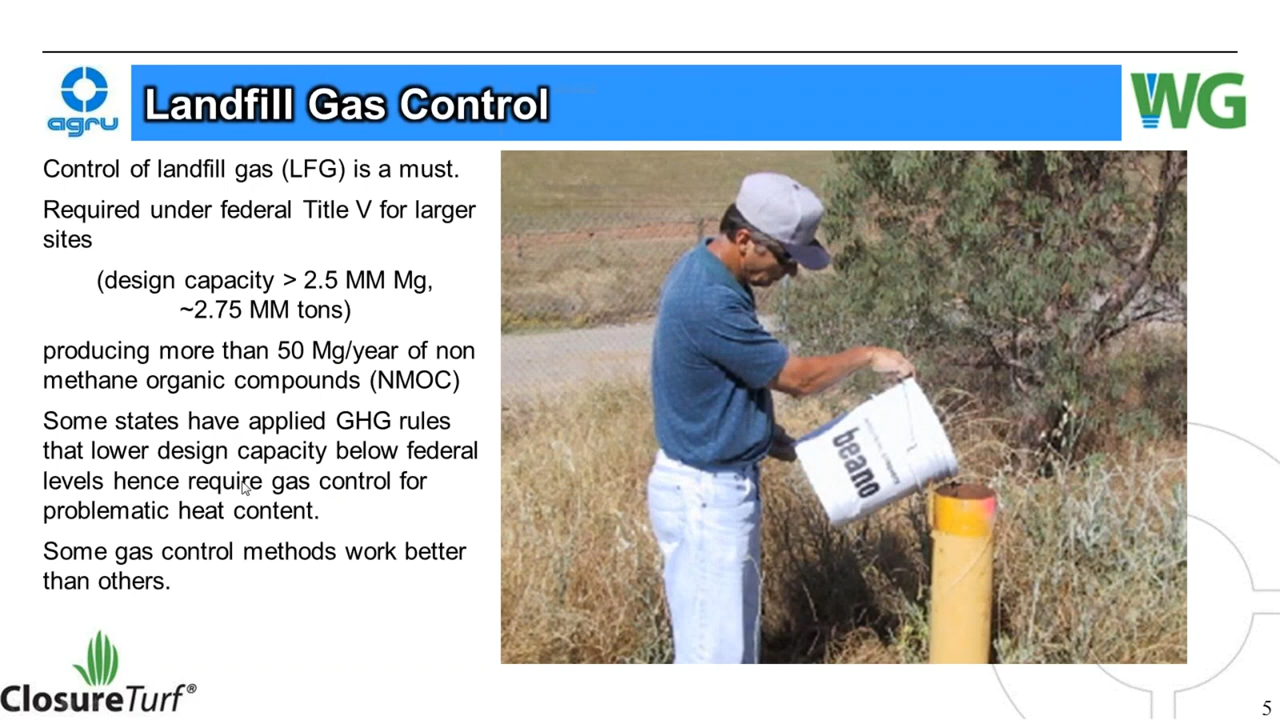 agru
Landfill Gas Control
WG
Control of landfill gas (LFG) is a must.
Required under federal Title V for larger
sites
(design capacity > 2.5 MM Mg,
~2.75 MM tons)
producing more than 50 Mg/year of non
methane organic compounds (NMOC)
Some states have applied GHG rules
that lower design capacity below federal
levels hence require gas control for
problematic heat content.
Some gas control methods work better
than others.
beano
ClosureTurf®
5